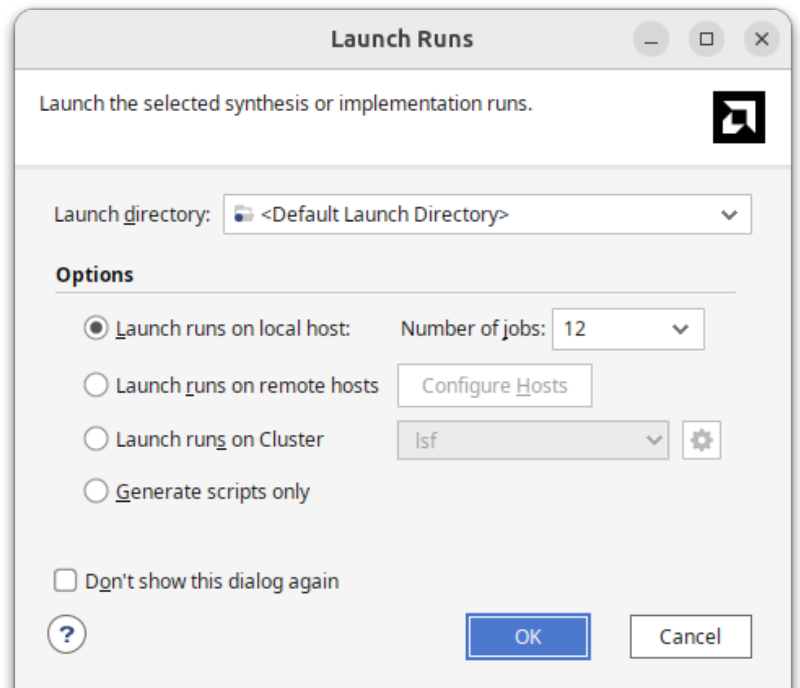 Launch Runs
Launch the selected synthesis or implementation runs.
Launch directory: <Default Launch Directory>
Options
Launch runs on local host: Number of jobs: 12
Launch runs on remote hosts Configure Hosts
Launch runs on Cluster lsf
Generate scripts only
Don't show this dialog again
? OK Cancel